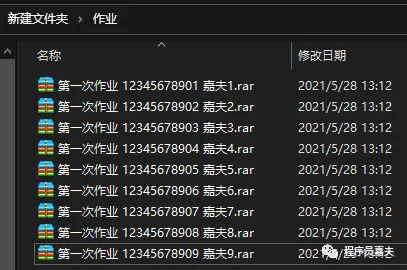 新建文件夹 > 作业
名称 修改日期
第一次作业 12345678901 嘉夫1.rar 2021/5/28 13:12
第一次作业 12345678902 嘉夫2.rar 2021/5/28 13:12
第一次作业 12345678903 嘉夫3.rar 2021/5/28 13:12
第一次作业 12345678904 嘉夫4.rar 2021/5/28 13:12
第一次作业 12345678905 嘉夫5.rar 2021/5/28 13:12
第一次作业 12345678906 嘉夫6.rar 2021/5/28 13:12
第一次作业 12345678907 嘉夫7.rar 2021/5/28 13:12
第一次作业 12345678908 嘉夫8.rar 2021/5/28 13:12
第一次作业 12345678909 嘉夫9.rar 2021/5/28 13:12
程序员嘉夫